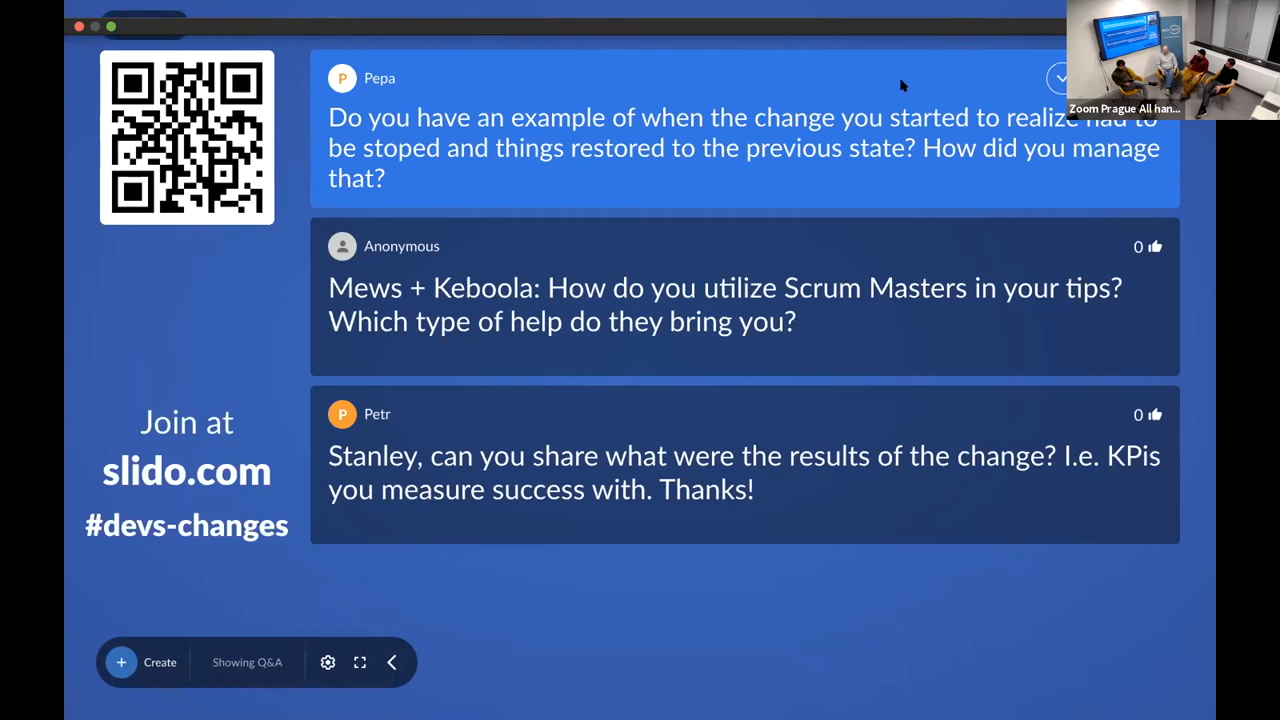 Pepa
Do you have an example of when the change you started to realize had to
be stoped and things restored to the previous state? How did you manage
that?
Anonymous
0
Mews + Keboola: How do you utilize Scrum Masters in your tips?
Which type of help do they bring you?
P Petr
0
Stanley, can you share what were the results of the change? I.e. KPis
you measure success with. Thanks!
Join at
slido.com
#devs-changes
+ Create
Showing Q&A
Zoom Prague All han...